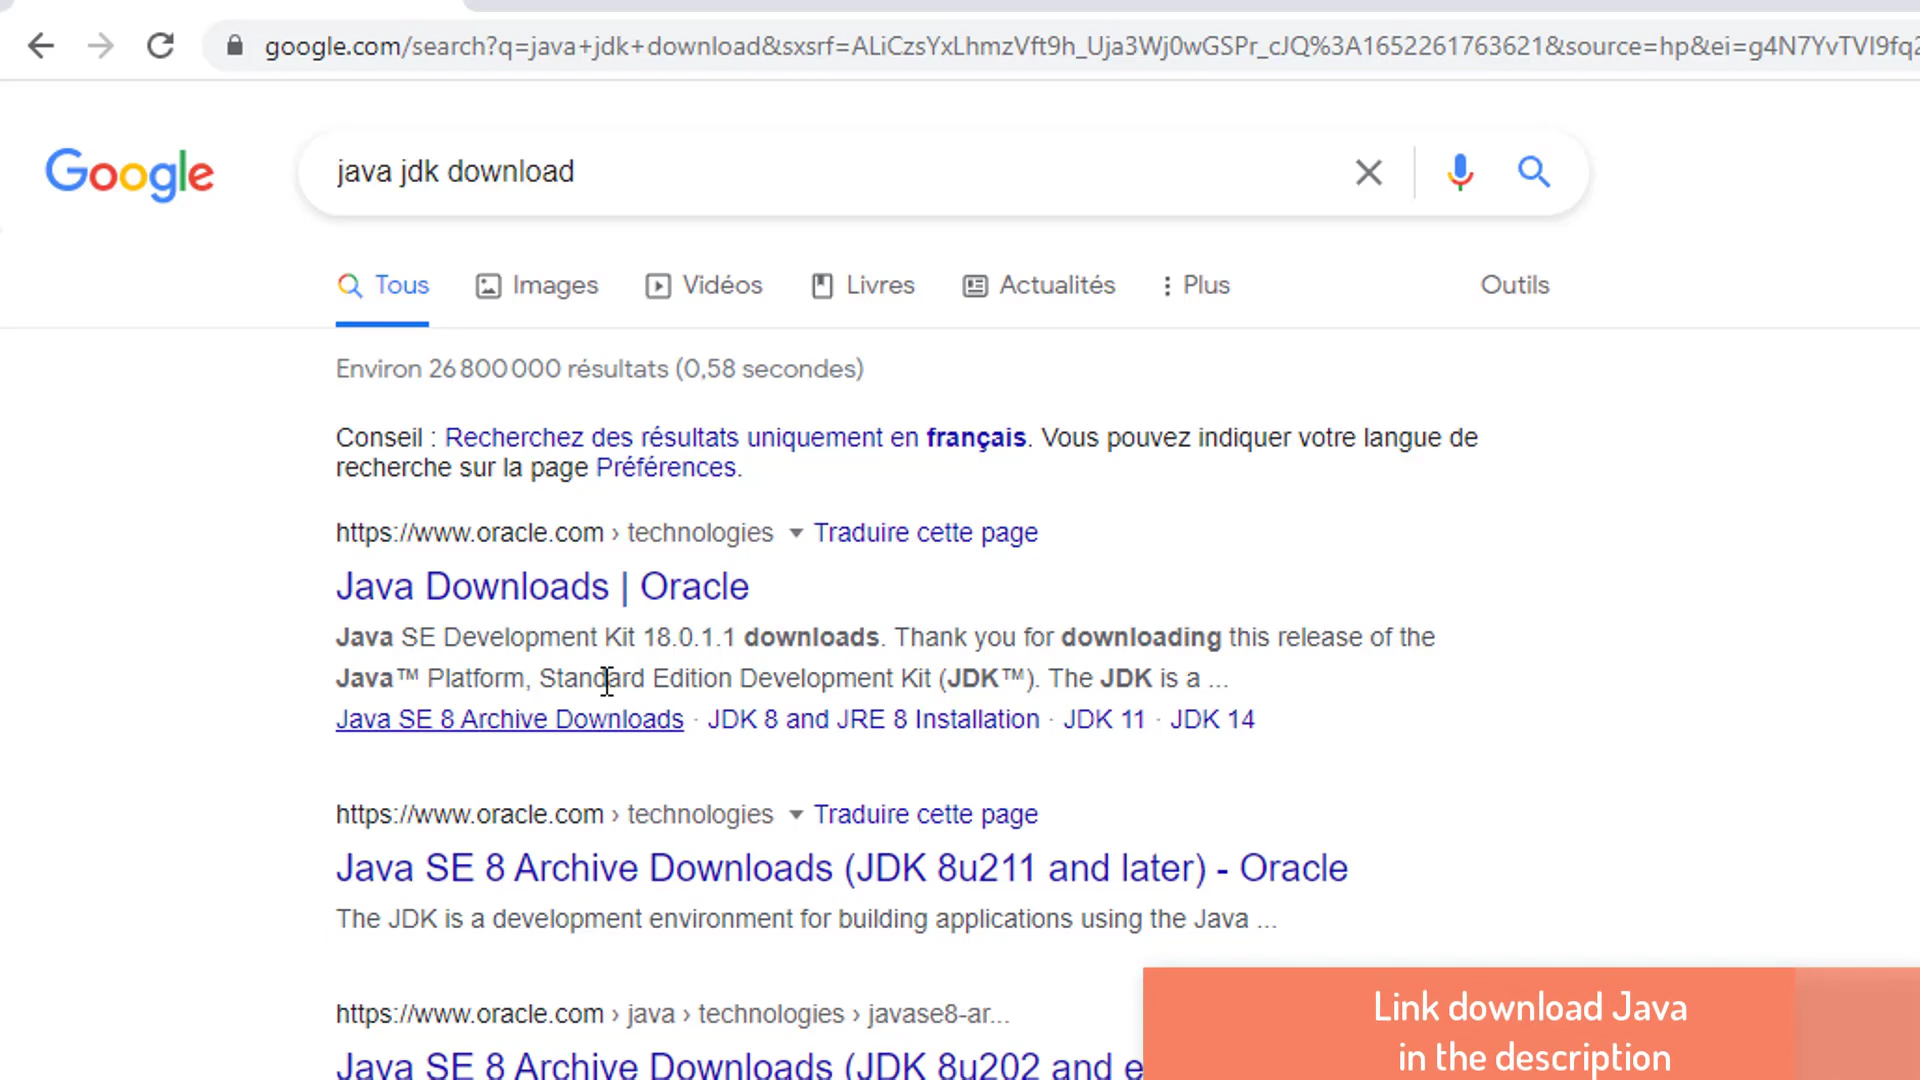 google.com/search?q=java+jdk+download&sxsrf=ALiCzsYxLhmzVft9h_Uja3Wj0wGSPr_cJQ%3A1652261763621&source=hp&ei=g4N7YvTVI9fq2
Google
java jdk download
Tous Images Vidéos Livres Actualités Plus Outils
Environ 26 800 000 résultats (0,58 secondes)
Conseil : Recherchez des résultats uniquement en français. Vous pouvez indiquer votre langue de
recherche sur la page Préférences.
https://www.oracle.com › technologies Traduire cette page
Java Downloads | Oracle
Java SE Development Kit 18.0.1.1 downloads. Thank you for downloading this release of the
Java™ Platform, Standard Edition Development Kit (JDK™). The JDK is a ...
Java SE 8 Archive Downloads · JDK 8 and JRE 8 Installation · JDK 11 · JDK 14
https://www.oracle.com › technologies Traduire cette page
Java SE 8 Archive Downloads (JDK 8u211 and later) - Oracle
The JDK is a development environment for building applications using the Java ...
https://www.oracle.com › java › technologies › javase8-ar...
Java SE 8 Archive Downloads (JDK 8u202 and e
Link download Java
in the description